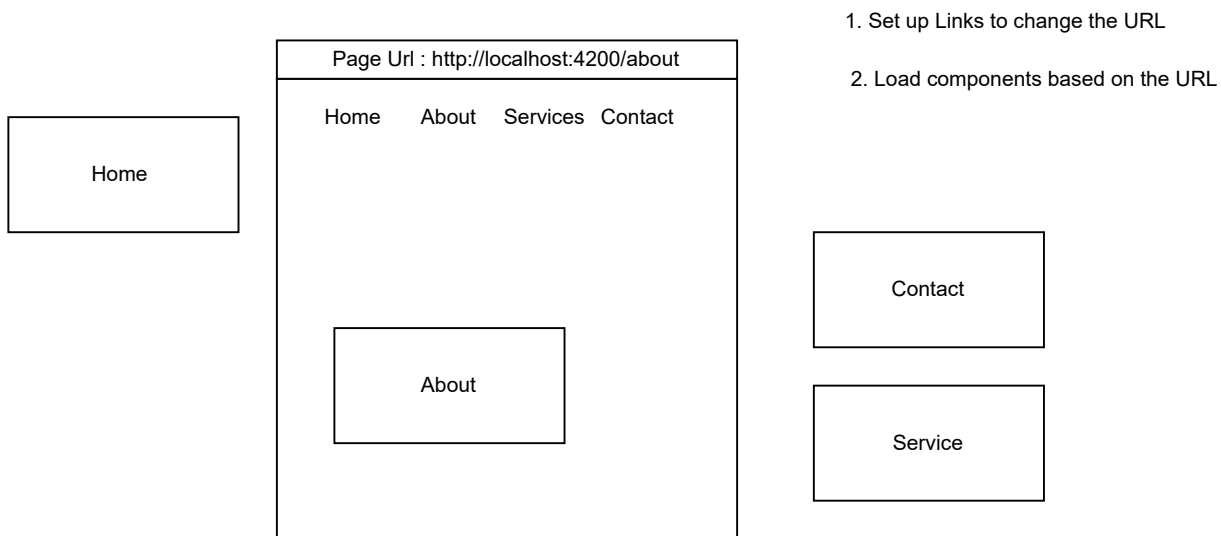 1. Set up Links to change the URL
Page Url : http://localhost:4200/about
2. Load components based on the URL
Home About Services Contact
Home
Contact
About
Service